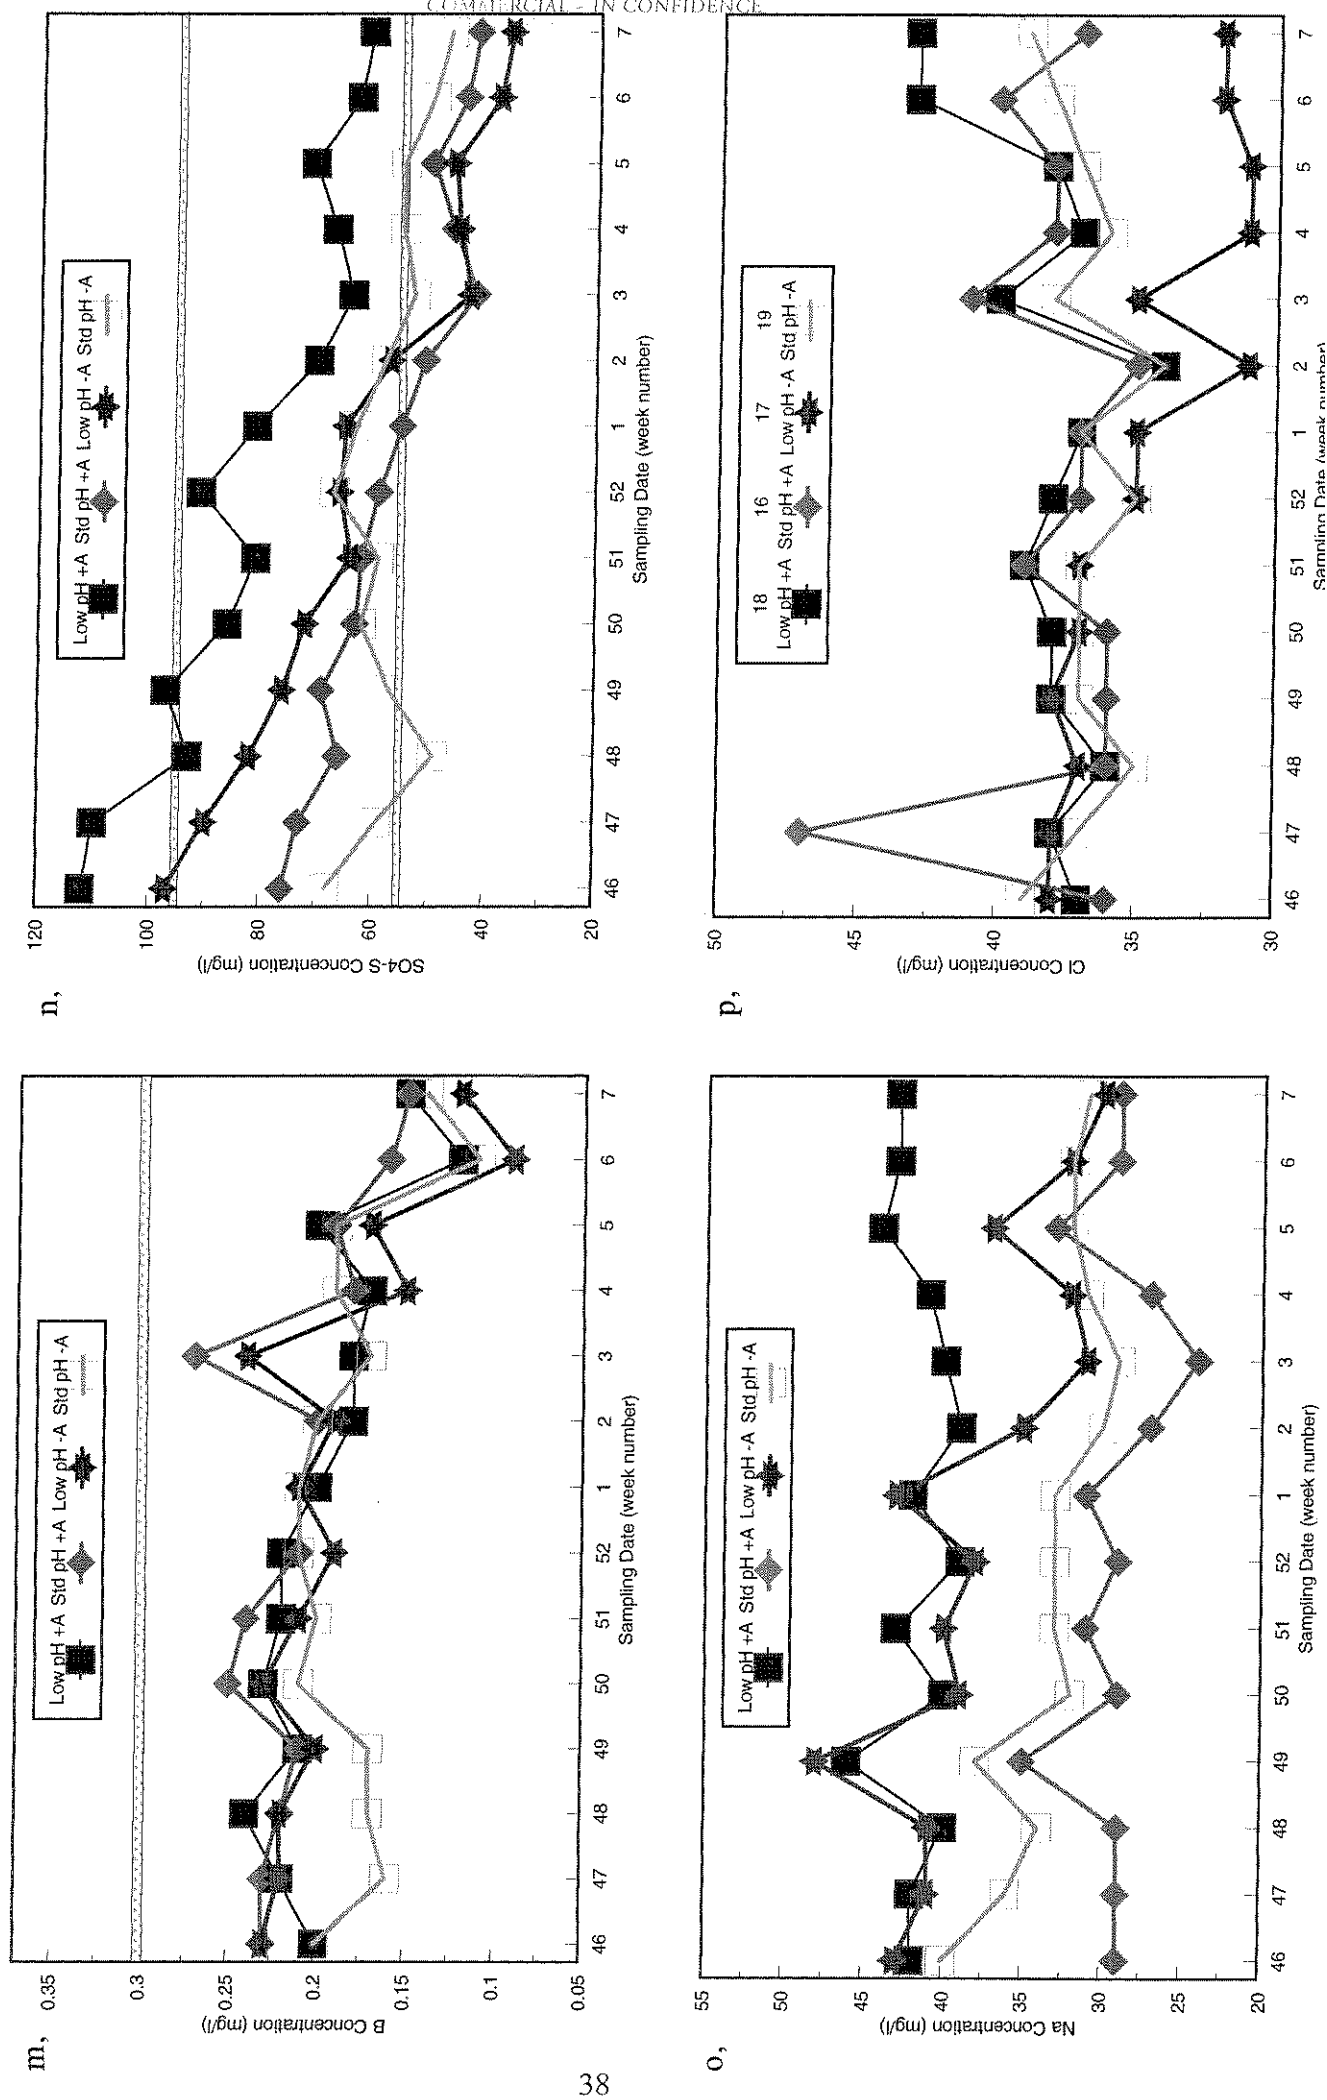 COMMERCIAL - IN CONFIDENCE
m,
B Concentration (mg/l)
0.35
0.3
0.25
0.2
0.15
0.1
0.05
Low pH +A Std pH +A Low pH -A Std pH -A
46 47 48 49 50 51 52 1 2 3 4 5 6 7
Sampling Date (week number)
n,
SO4-S Concentration (mg/l)
120
100
80
60
40
20
Low pH +A Std pH +A Low pH -A Std pH -A
46 47 48 49 50 51 52 1 2 3 4 5 6 7
Sampling Date (week number)
o,
Na Concentration (mg/l)
55
50
45
40
35
30
25
20
Low pH +A Std pH +A Low pH -A Std pH -A
46 47 48 49 50 51 52 1 2 3 4 5 6 7
Sampling Date (week number)
p,
Cl Concentration (mg/l)
50
45
40
35
30
18 16 17 19
Low pH +A Std pH +A Low pH -A Std pH -A
46 47 48 49 50 51 52 1 2 3 4 5 6 7
Sampling Date (week number)
38